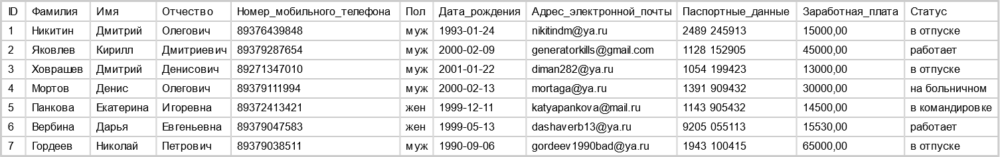 ID Фамилия Имя Отчество Номер_мобильного_телефона Пол Дата_рождения Адрес_электронной_почты Паспортные_данные Заработная_плата Статус
1 Никитин Дмитрий Олегович 89376439848 муж 1993-01-24 nikitindm@ya.ru 2489 245913 15000,00 в отпуске
2 Яковлев Кирилл Дмитриевич 89379287654 муж 2000-02-09 generatorkills@gmail.com 1128 152905 45000,00 работает
3 Ховрашев Дмитрий Денисович 89271347010 муж 2001-01-22 diman282@ya.ru 1054 199423 13000,00 в отпуске
4 Мортов Денис Олегович 89379111994 муж 2000-02-13 mortaga@ya.ru 1391 909432 30000,00 на больничном
5 Панкова Екатерина Игоревна 89372413421 жен 1999-12-11 katyapankova@mail.ru 1143 905432 14500,00 в командировке
6 Вербина Дарья Евгеньевна 89379047583 жен 1999-05-13 dashaverb13@ya.ru 9205 055113 15530,00 работает
7 Гордеев Николай Петрович 89379038511 муж 1990-09-06 gordeev1990bad@ya.ru 1943 100415 65000,00 в отпуске